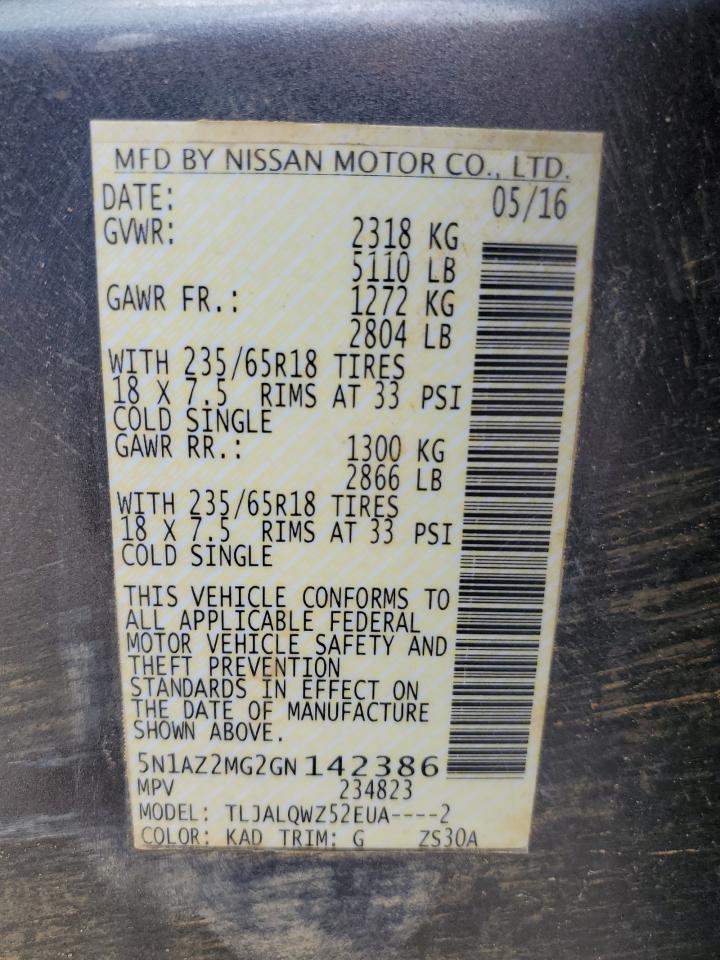 MFD BY NISSAN MOTOR CO., LTD.
DATE: 05/16
GVWR: 2318 KG
5110 LB
GAWR FR.: 1272 KG
2804 LB
WITH 235/65R18 TIRES
18 X 7.5 RIMS AT 33 PSI
COLD SINGLE
GAWR RR.: 1300 KG
2866 LB
WITH 235/65R18 TIRES
18 X 7.5 RIMS AT 33 PSI
COLD SINGLE
THIS VEHICLE CONFORMS TO
ALL APPLICABLE FEDERAL
MOTOR VEHICLE SAFETY AND
THEFT PREVENTION
STANDARDS IN EFFECT ON
THE DATE OF MANUFACTURE
SHOWN ABOVE.
5N1AZ2MG2GN142386
MPV 234823
MODEL: TLJALQWZ52EUA----2
COLOR: KAD TRIM: G ZS30A